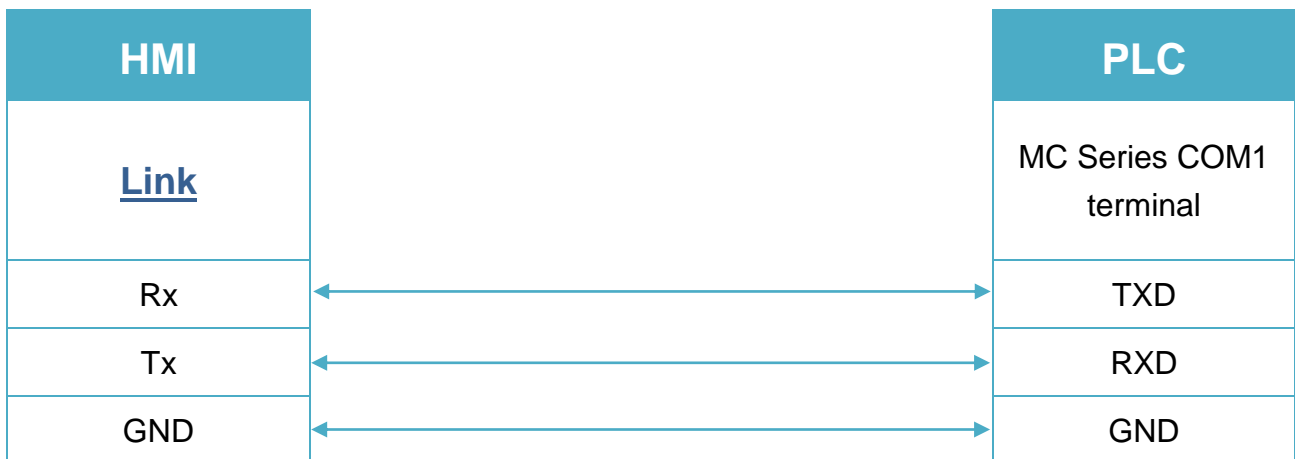 HMI
PLC
Link
MC Series COM1
terminal
Rx
TXD
Tx
RXD
GND
GND